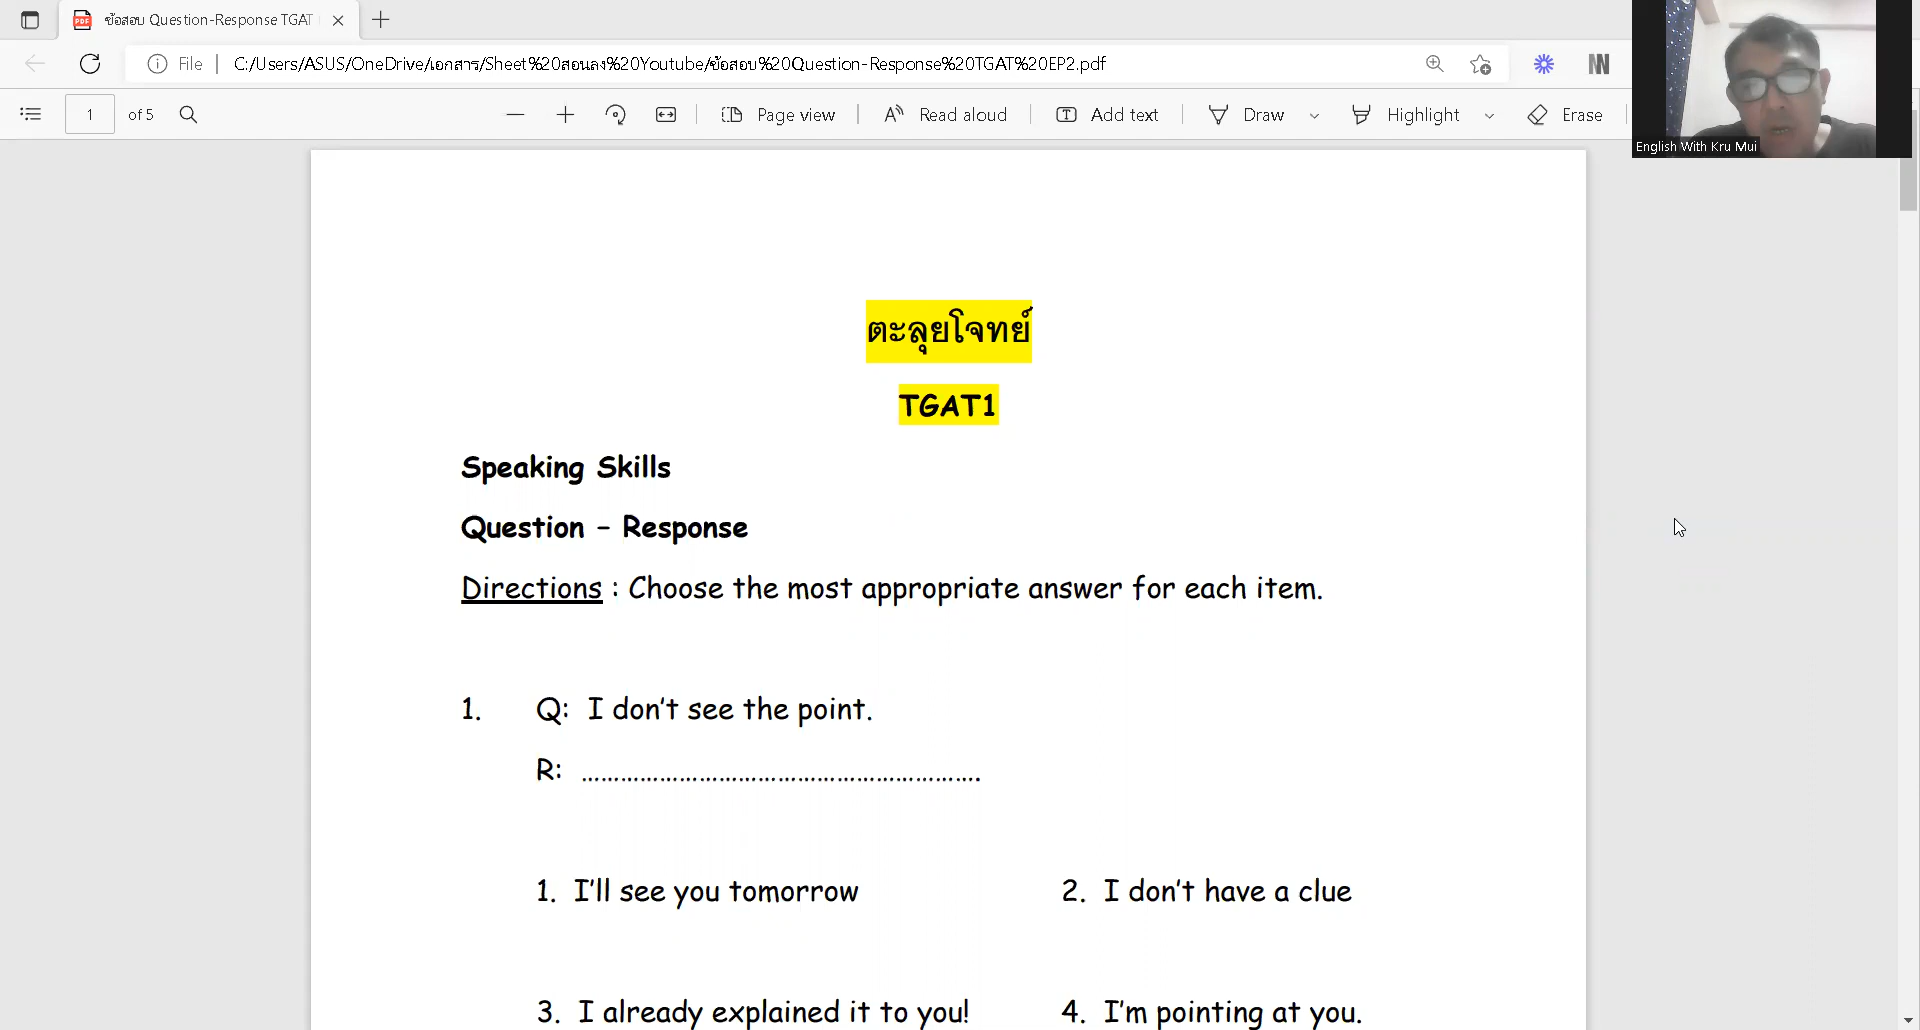 ข้อสอบ Question-Response TGAT
File
C:/Users/ASUS/OneDrive/เอกสาร/Sheet%20สอนลง%20Youtube/ข้อสอบ%20Question-Response%20TGAT%20EP2.pdf
1 of 5
Page view
Read aloud
Add text
Draw
Highlight
Erase
English With Kru Mui
ตะลุยโจทย์
TGAT1
Speaking Skills
Question – Response
Directions : Choose the most appropriate answer for each item.
1. Q: I don't see the point.
R: ………………………………………………….
1. I'll see you tomorrow
2. I don't have a clue
3. I already explained it to you!
4. I'm pointing at you.